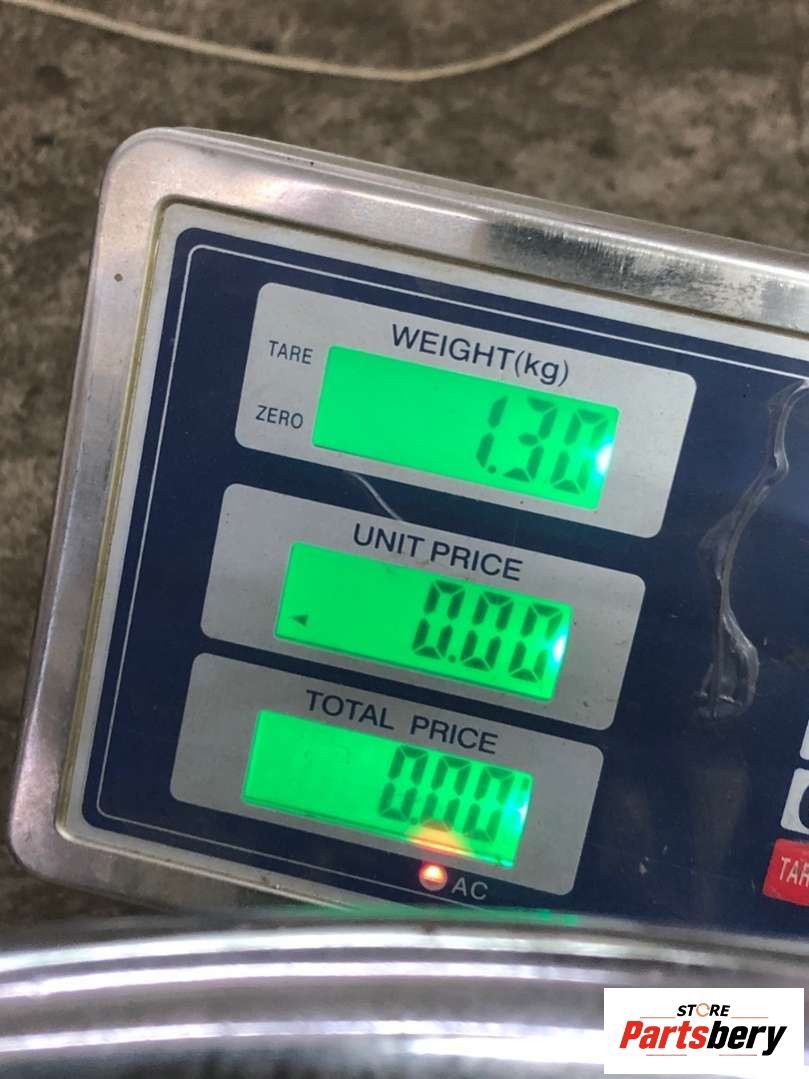 WEIGHT(kg)
TARE
ZERO
1.30
UNIT PRICE
0.00
TOTAL PRICE
0.00
AC
STORE
Partsbery